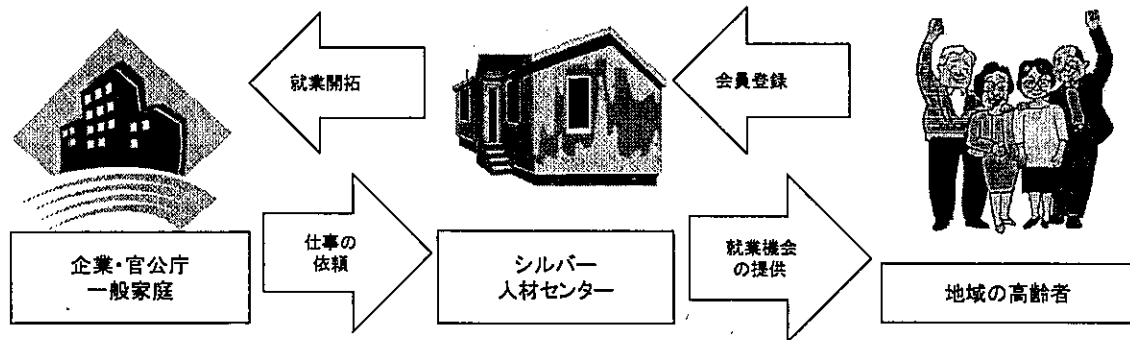 就業開拓
会員登録
仕事の
依頼
就業機会
の提供
企業・官公庁
一般家庭
シルバー
人材センター
地域の高齢者